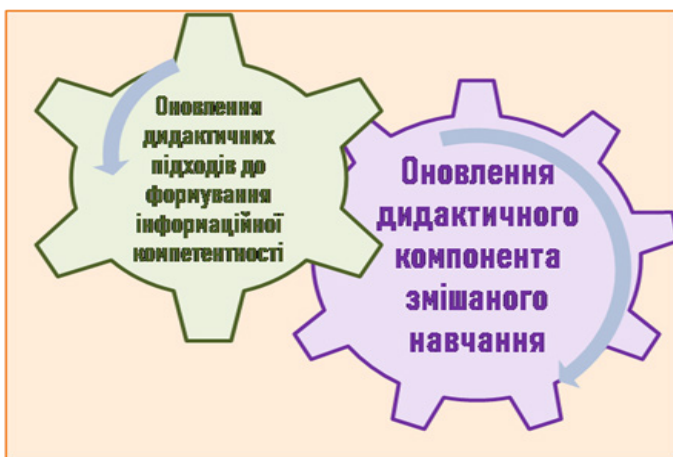 Оновлення
дидактичних
підходів до
формування
інформаційної
компетентності
Оновлення
дидактичного
компонента
змішаного
навчання